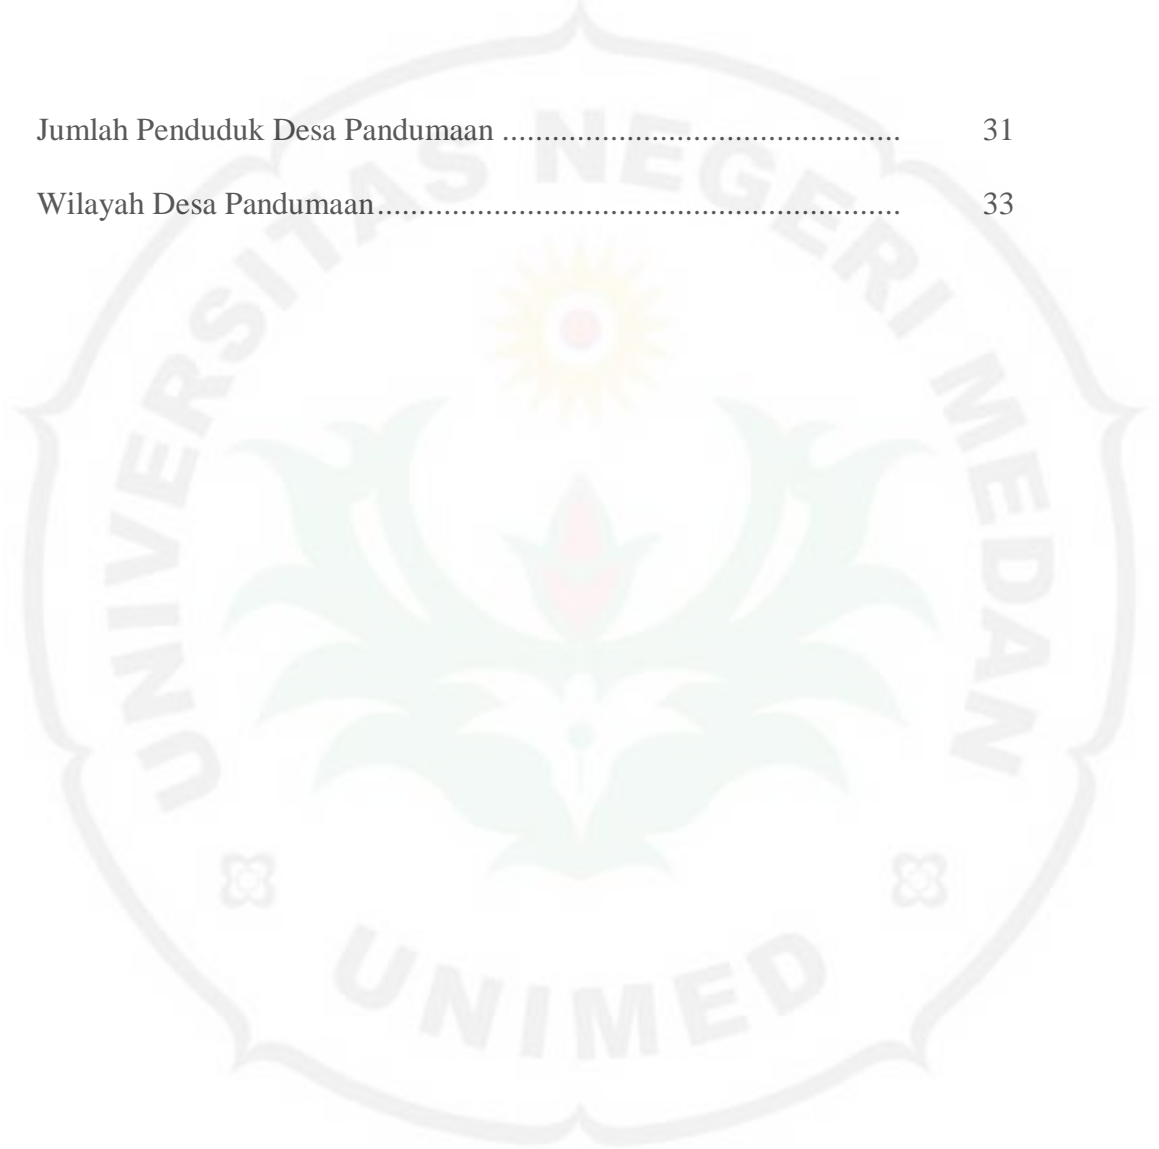 Jumlah Penduduk Desa Pandumaan ................................................ 31
Wilayah Desa Pandumaan............................................................... 33
UNIVERSITAS NEGERI MEDAN
UNIMED